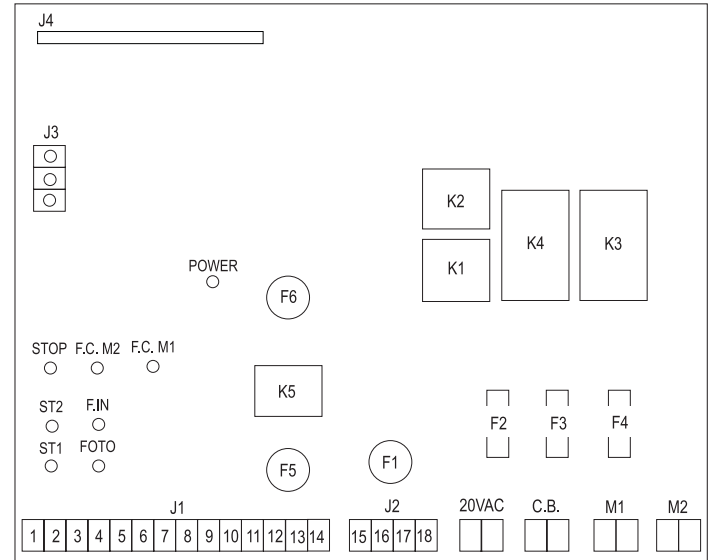 J4
J3
K2
K4
K3
K1
POWER
F6
STOP F.C. M2 F.C. M1
K5
ST2 F.IN
F2 F3 F4
ST1 FOTO
F5
F1
J1 J2 20VAC C.B. M1 M2
1 2 3 4 5 6 7 8 9 10 11 12 13 14 15 16 17 18